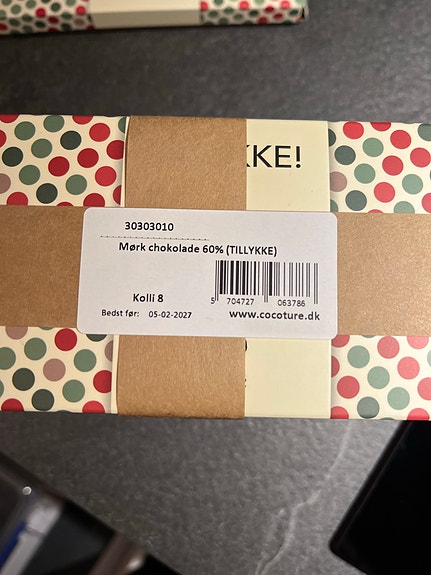 KKE!
30303010
Mørk chokolade 60% (TILLYKKE)
Kolli 8
5 704727 063786
Bedst før: 05-02-2027
www.cocoture.dk